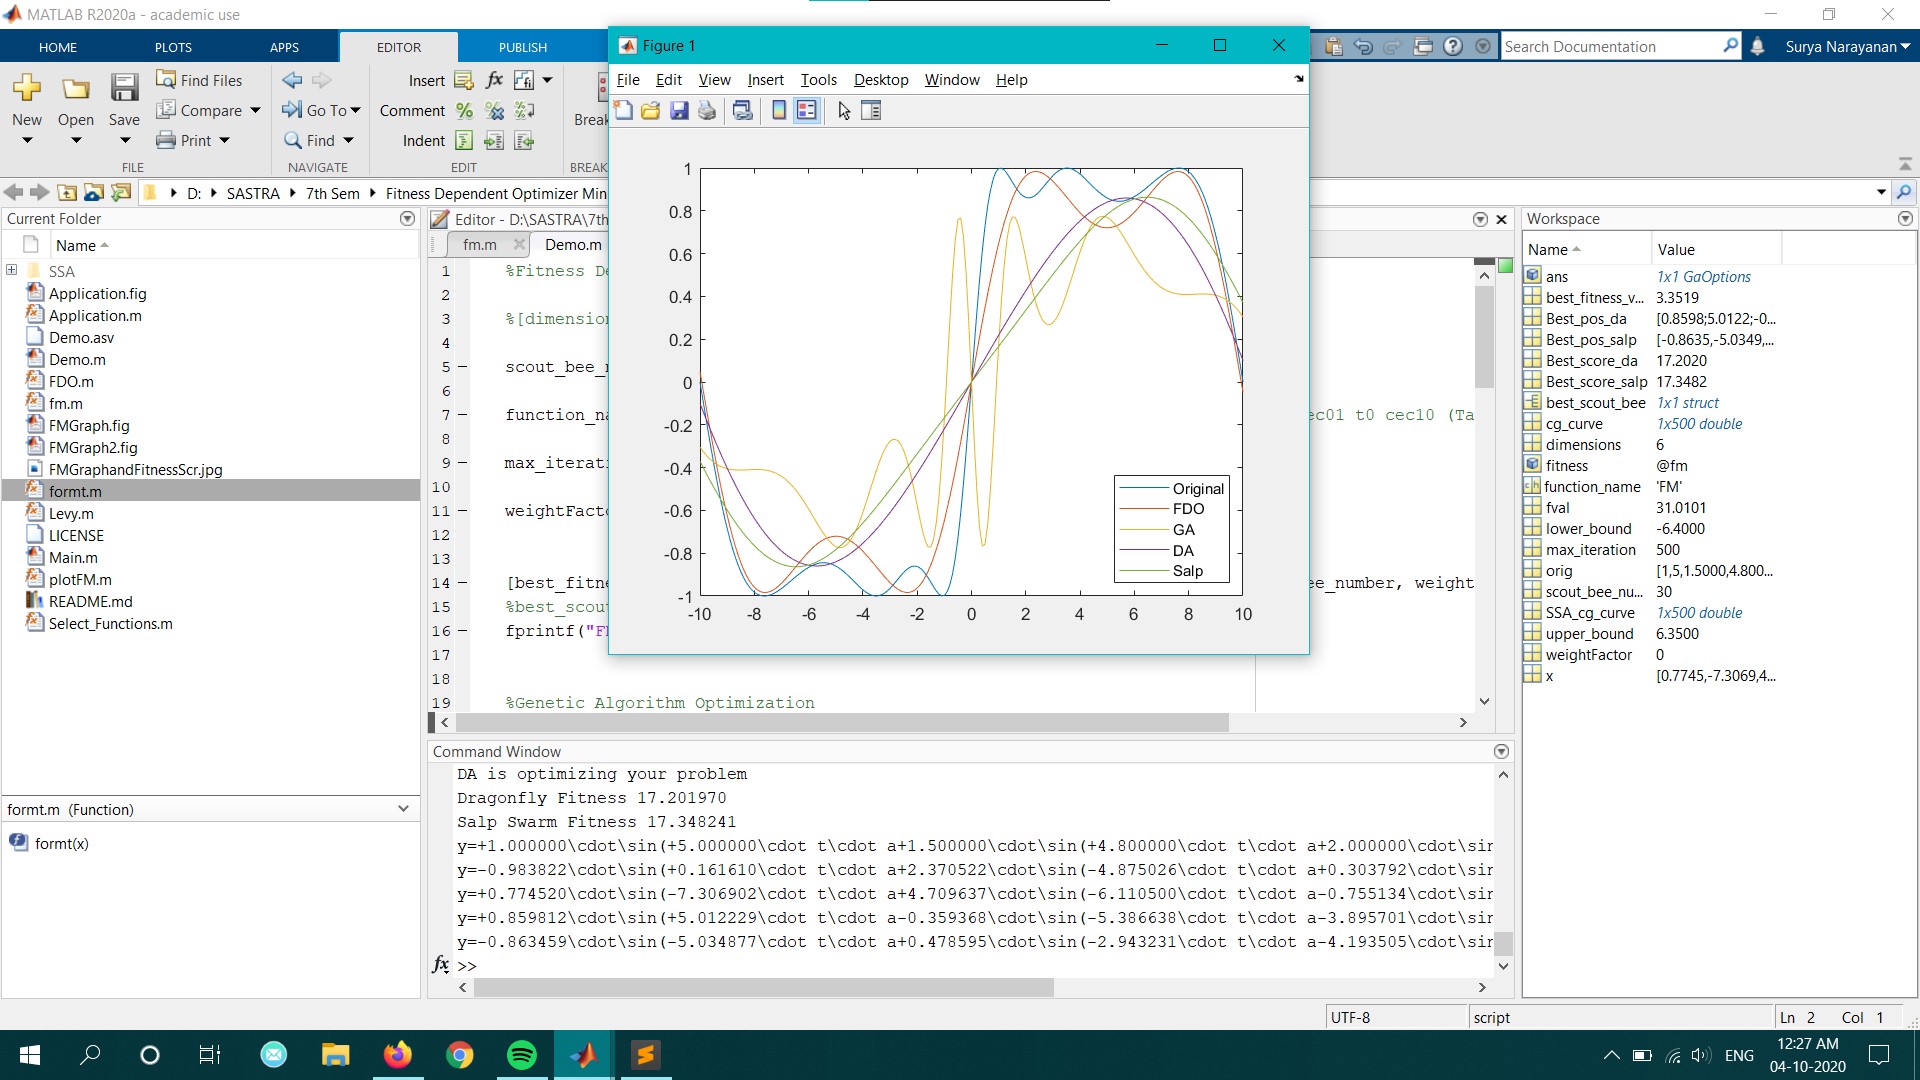 MATLAB R2020a - academic use
HOME PLOTS APPS EDITOR PUBLISH
Search Documentation
Surya Narayanan
New
Open
Save
Find Files
Compare
Print
FILE
Go To
Find
NAVIGATE
Insert fx
Comment
Indent
EDIT
Break
BREAK
D: SASTRA 7th Sem Fitness Dependent Optimizer Min
Current Folder
Name
SSA
Application.fig
Application.m
Demo.asv
Demo.m
FDO.m
fm.m
FMGraph.fig
FMGraph2.fig
FMGraphandFitnessScr.jpg
formt.m
Levy.m
LICENSE
Main.m
plotFM.m
README.md
Select_Functions.m
formt.m (Function)
formt(x)
Editor - D:\SASTRA\7th
fm.m Demo.m
1 %Fitness De
2
3 %[dimension
4
5 scout_bee_n
6
7 function_na ec01 t0 cec10 (Ta
8
9 max_iterati
10
11 weightFacto
12
13
14 [best_fitne ee_number, weight
15 %best_scout
16 fprintf("F
17
18
19 %Genetic Algorithm Optimization
Figure 1
File Edit View Insert Tools Desktop Window Help
1
0.8
0.6
0.4
0.2
0
-0.2
-0.4
-0.6
-0.8
-1
-10 -8 -6 -4 -2 0 2 4 6 8 10
Original
FDO
GA
DA
Salp
Command Window
DA is optimizing your problem
Dragonfly Fitness 17.201970
Salp Swarm Fitness 17.348241
y=+1.000000\cdot\sin(+5.000000\cdot t\cdot a+1.500000\cdot\sin(+4.800000\cdot t\cdot a+2.000000\cdot\sin
y=-0.983822\cdot\sin(+0.161610\cdot t\cdot a+2.370522\cdot\sin(-4.875026\cdot t\cdot a+0.303792\cdot\sin
y=+0.774520\cdot\sin(-7.306902\cdot t\cdot a+4.709637\cdot\sin(-6.110500\cdot t\cdot a-0.755134\cdot\sin
y=+0.859812\cdot\sin(+5.012229\cdot t\cdot a-0.359368\cdot\sin(-5.386638\cdot t\cdot a-3.895701\cdot\sin
y=-0.863459\cdot\sin(-5.034877\cdot t\cdot a+0.478595\cdot\sin(-2.943231\cdot t\cdot a-4.193505\cdot\sin
fx >>
Workspace
Name Value
ans 1x1 GaOptions
best_fitness_v... 3.3519
Best_pos_da [0.8598;5.0122;-0...
Best_pos_salp [-0.8635,-5.0349,...
Best_score_da 17.2020
Best_score_salp 17.3482
best_scout_bee 1x1 struct
cg_curve 1x500 double
dimensions 6
fitness @fm
function_name 'FM'
fval 31.0101
lower_bound -6.4000
max_iteration 500
orig [1,5,1.5000,4.800...
scout_bee_nu... 30
SSA_cg_curve 1x500 double
upper_bound 6.3500
weightFactor 0
x [0.7745,-7.3069,4...
UTF-8 script Ln 2 Col 1
ENG
12:27 AM
04-10-2020